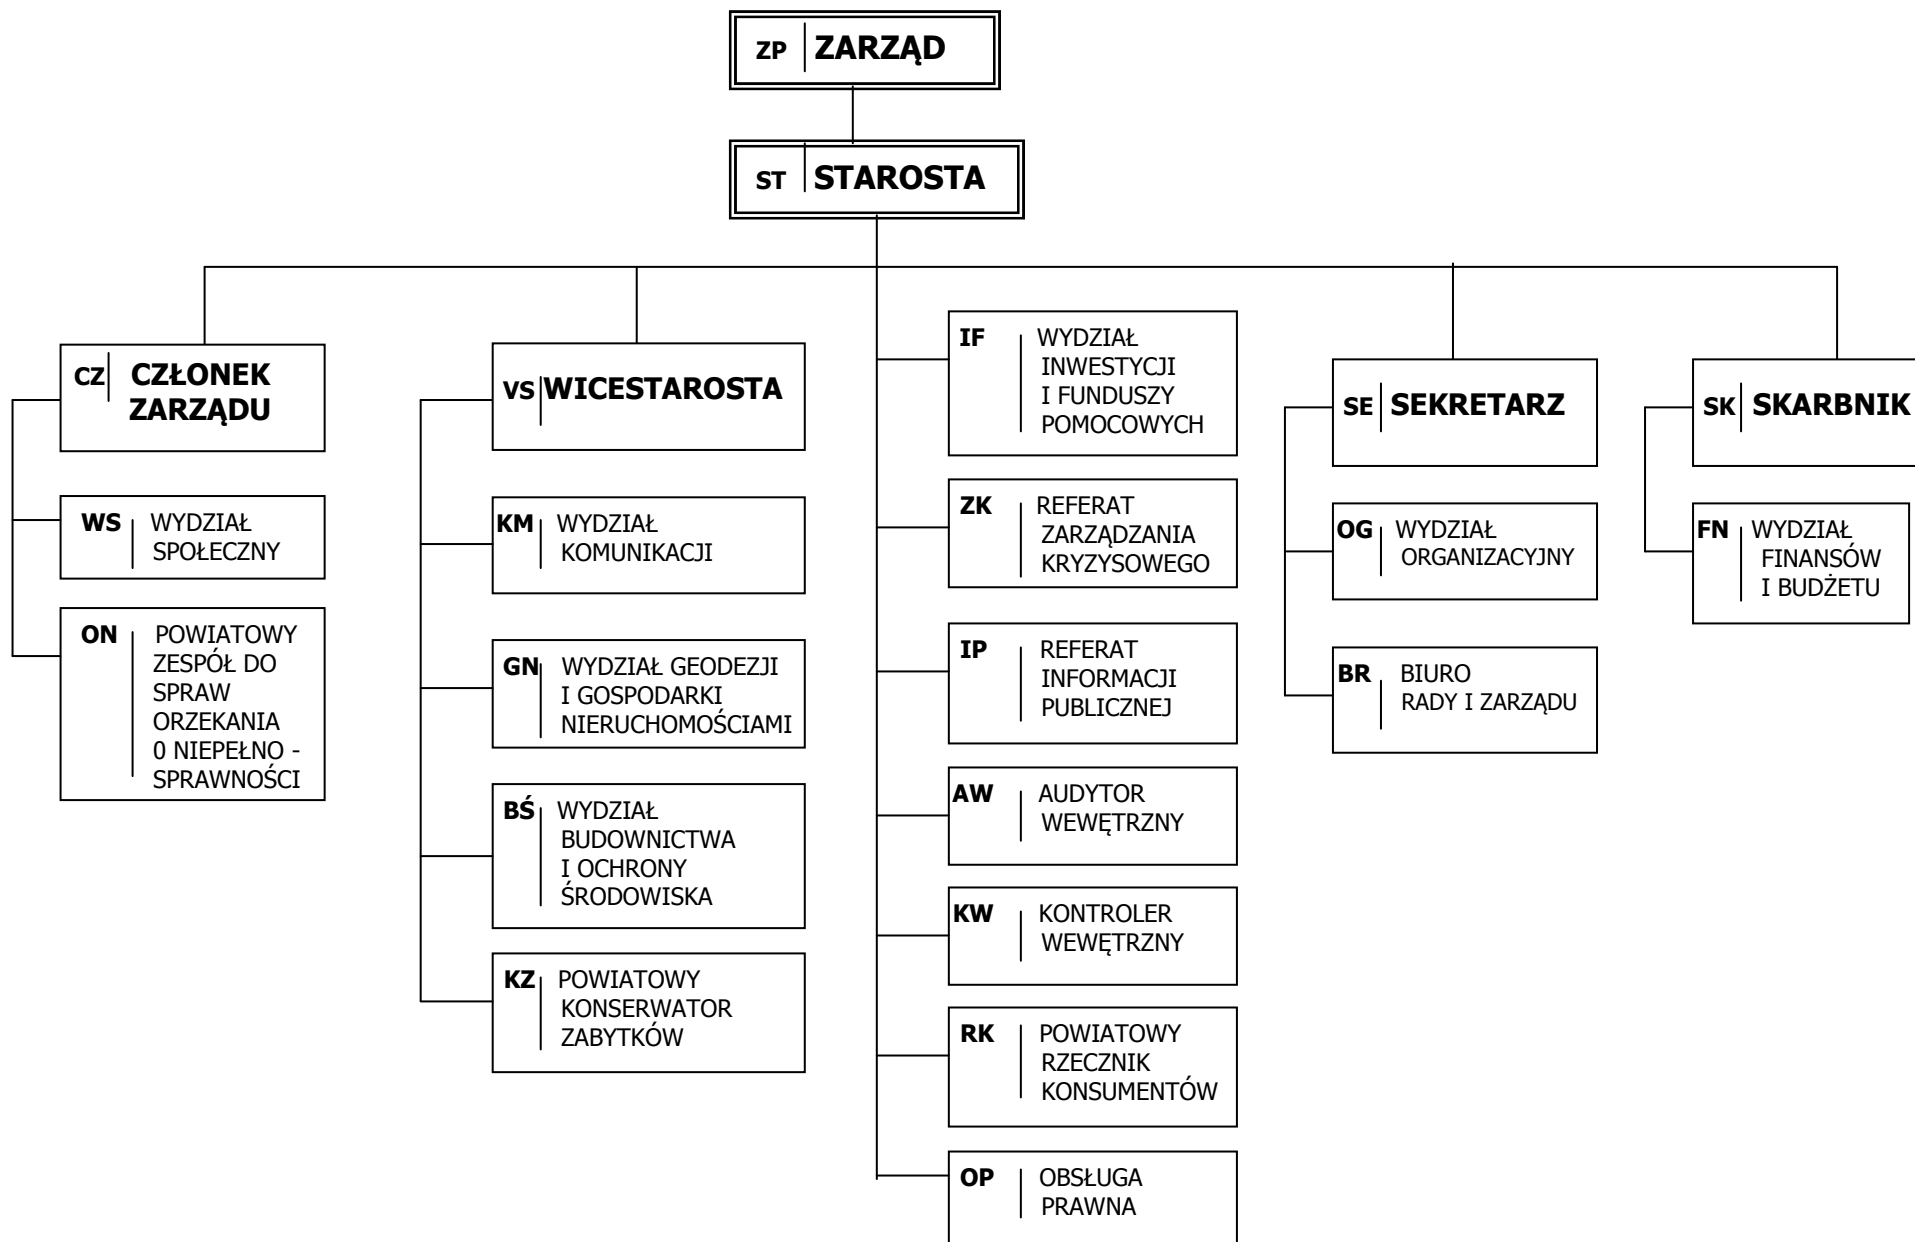 ZP ZARZĄD
ST STAROSTA
CZ CZŁONEK
ZARZĄDU
WS WYDZIAŁ
SPOŁECZNY
ON POWIATOWY
ZESPÓŁ DO
SPRAW
ORZEKANIA
0 NIEPEŁNO -
SPRAWNOŚCI
VS WICESTAROSTA
KM WYDZIAŁ
KOMUNIKACJI
GN WYDZIAŁ GEODEZJI
I GOSPODARKI
NIERUCHOMOŚCIAMI
BŚ WYDZIAŁ
BUDOWNICTWA
I OCHRONY
ŚRODOWISKA
KZ POWIATOWY
KONSERWATOR
ZABYTKÓW
IF WYDZIAŁ
INWESTYCJI
I FUNDUSZY
POMOCOWYCH
ZK REFERAT
ZARZĄDZANIA
KRYZYSOWEGO
IP REFERAT
INFORMACJI
PUBLICZNEJ
AW AUDYTOR
WEWĘTRZNY
KW KONTROLER
WEWĘTRZNY
RK POWIATOWY
RZECZNIK
KONSUMENTÓW
OP OBSŁUGA
PRAWNA
SE SEKRETARZ
OG WYDZIAŁ
ORGANIZACYJNY
BR BIURO
RADY I ZARZĄDU
SK SKARBNIK
FN WYDZIAŁ
FINANSÓW
I BUDŻETU